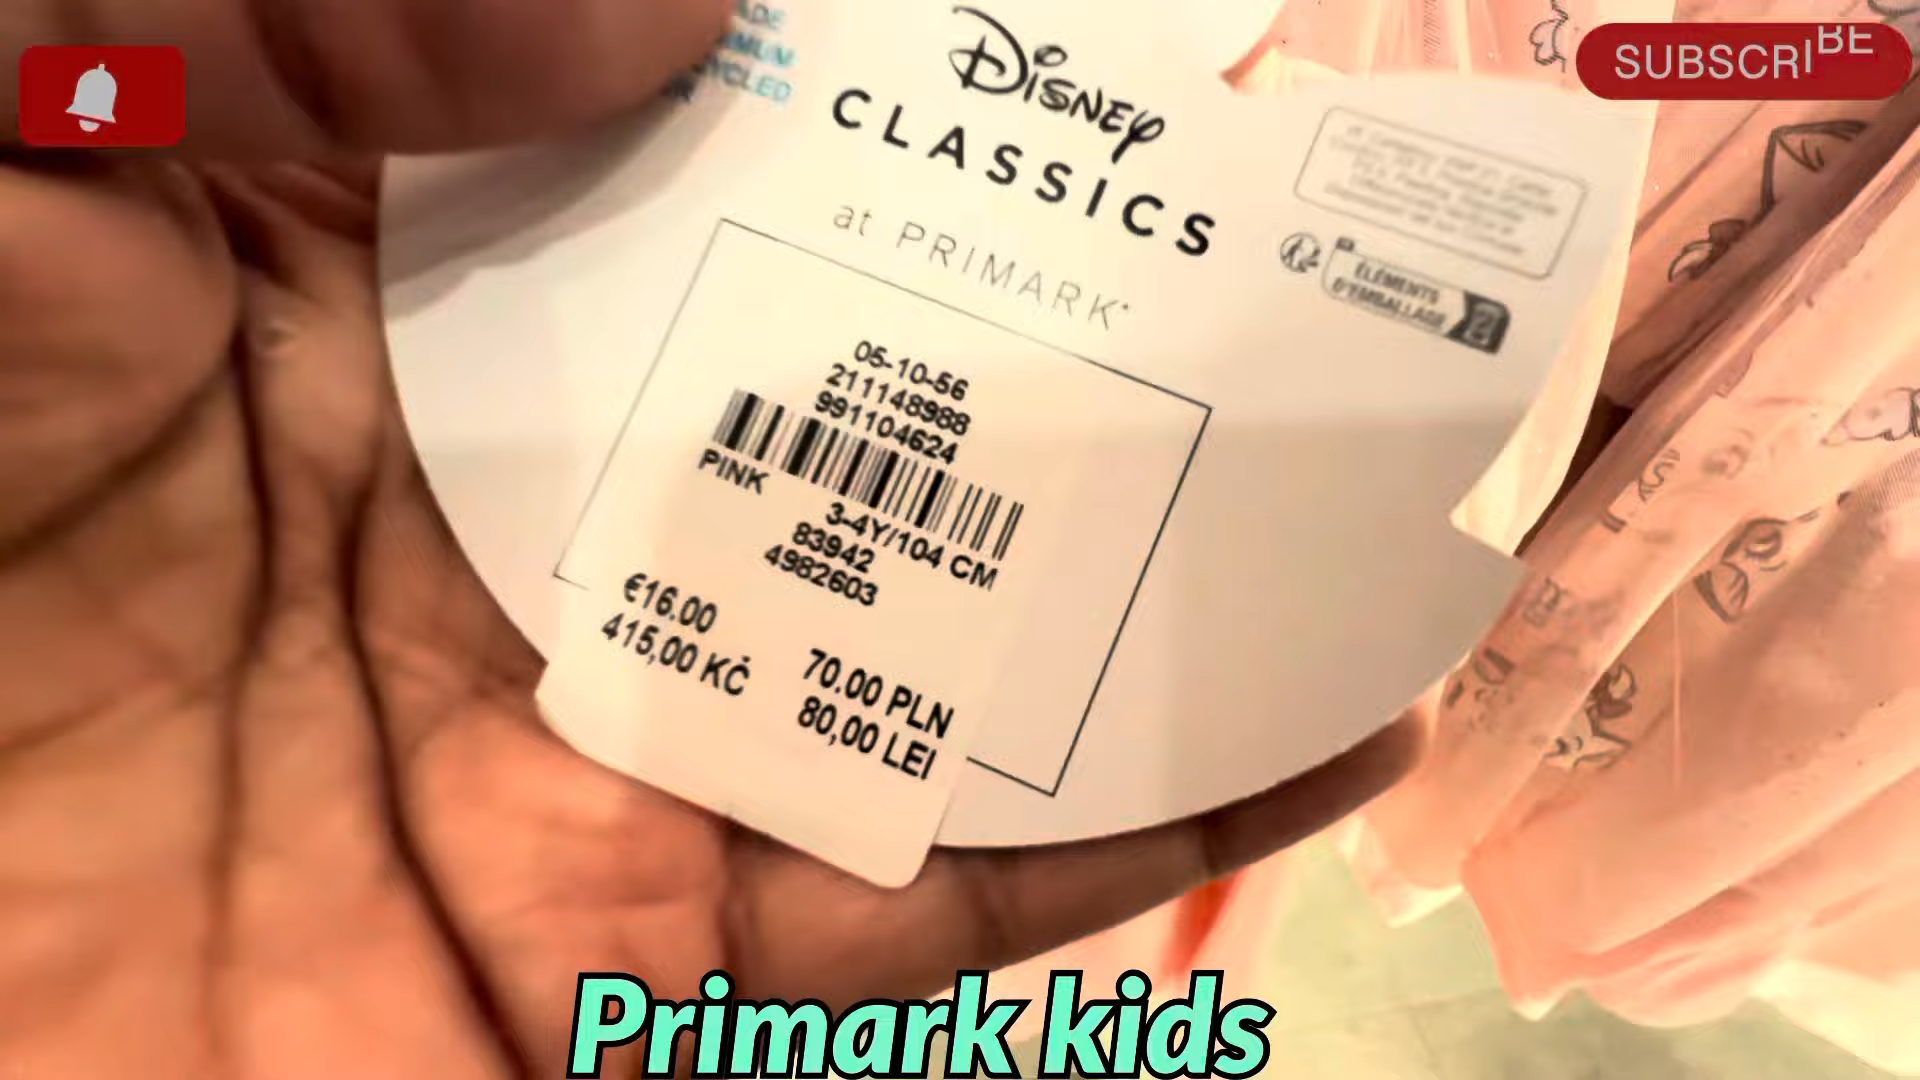 SUBSCRIBE
YCLED
Disney
CLASSICS
at PRIMARK
ÉLÉMENTS
D'EMBALLAGE
05-10-56
211148988
991104624
PINK
3-4Y/104 CM
83942
4982603
€16.00
415,00 KČ
70.00 PLN
80,00 LEI
Primark kids